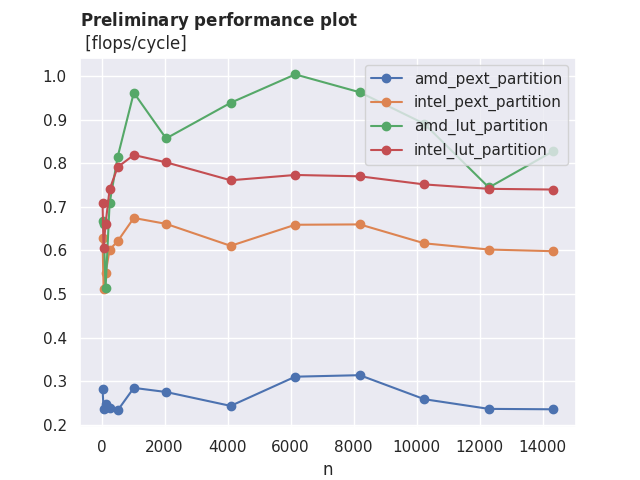 Preliminary performance plot
[flops/cycle]
1.0
0.9
0.8
0.7
0.6
0.5
0.4
0.3
0.2
amd_pext_partition
intel_pext_partition
amd_lut_partition
intel_lut_partition
0 2000 4000 6000 8000 10000 12000 14000
n